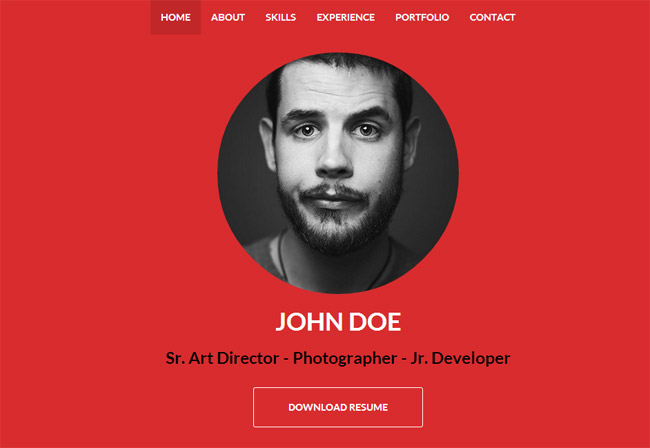 HOME ABOUT SKILLS EXPERIENCE PORTFOLIO CONTACT
JOHN DOE
Sr. Art Director - Photographer - Jr. Developer
DOWNLOAD RESUME